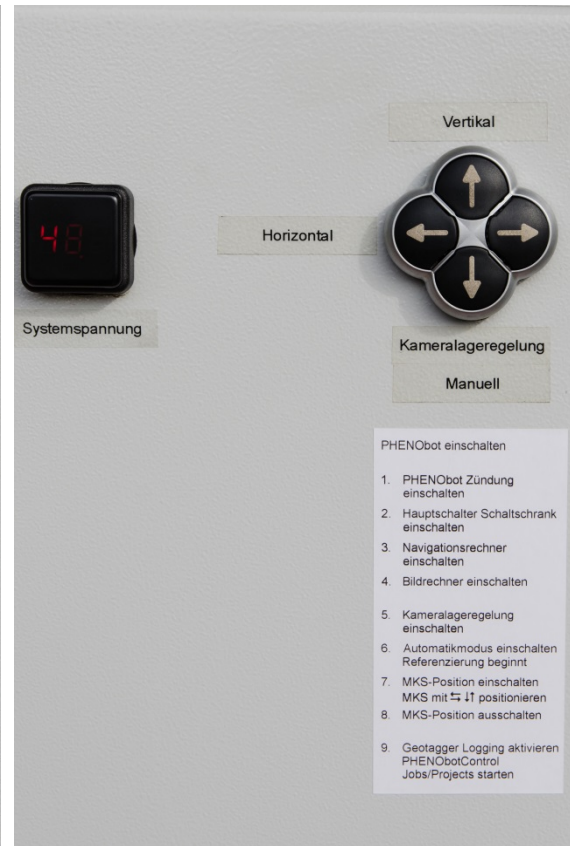 Vertikal
Horizontal
48
Systemspannung
Kameralageregelung
Manuell
PHENObot einschalten
1. PHENObot Zündung
einschalten
2. Hauptschalter Schaltschrank
einschalten
3. Navigationsrechner
einschalten
4. Bildrechner einschalten
5. Kameralageregelung
einschalten
6. Automatikmodus einschalten
Referenzierung beginnt
7. MKS-Position einschalten
MKS mit ⇆ ↓↑ positionieren
8. MKS-Position ausschalten
9. Geotagger Logging aktivieren
PHENObotControl
Jobs/Projects starten